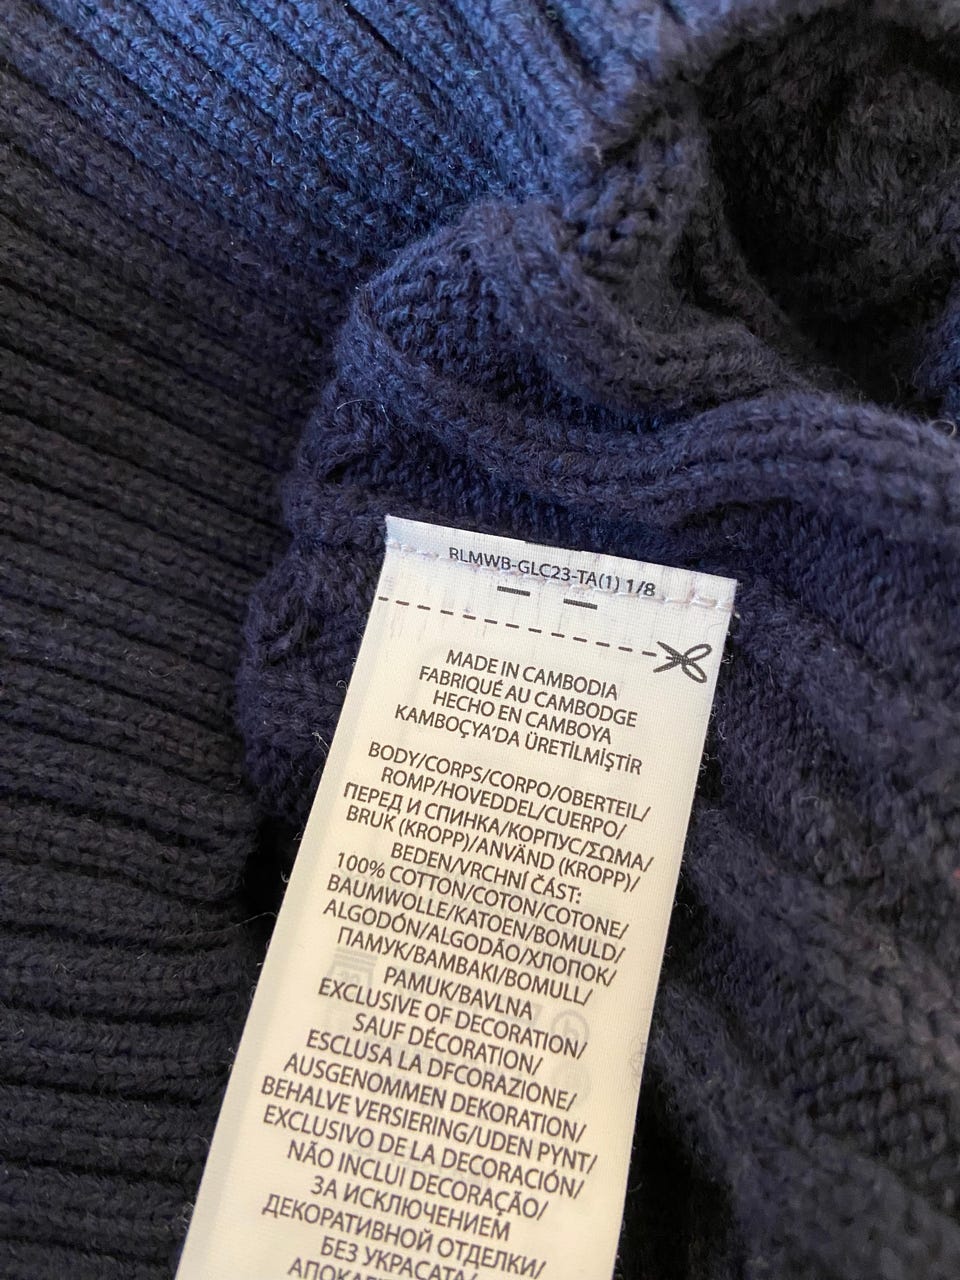 RLMWB-GLC23-TA(1) 1/8
MADE IN CAMBODIA
FABRIQUÉ AU CAMBODGE
HECHO EN CAMBOYA
KAMBOÇYA'DA ÜRETİLMİŞTİR
BODY/CORPS/CORPO/OBERTEIL/
ROMP/HOVEDDEL/CUERPO/
ПЕРЕД И СПИНКА/КОРПУС/ΣΩΜΑ/
BRUK (KROPP)/ANVÄND (KROPP)/
BEDEN/VRCHNÍ ČÁST:
100% COTTON/COTON/COTONE/
BAUMWOLLE/KATOEN/BOMULD/
ALGODÓN/ALGODÃO/ХЛОПОК/
ПАМУК/ΒΑΜΒΑΚΙ/BOMULL/
PAMUK/BAVLNA
EXCLUSIVE OF DECORATION/
SAUF DÉCORATION/
ESCLUSA LA DFCORAZIONE/
AUSGENOMMEN DEKORATION/
BEHALVE VERSIERING/UDEN PYNT/
EXCLUSIVO DE LA DECORACIÓN/
NÃO INCLUI DECORAÇÃO/
ЗА ИСКЛЮЧЕНИЕМ
ДЕКОРАТИВНОЙ ОТДЕЛКИ/
БЕЗ УКРАСАТА/